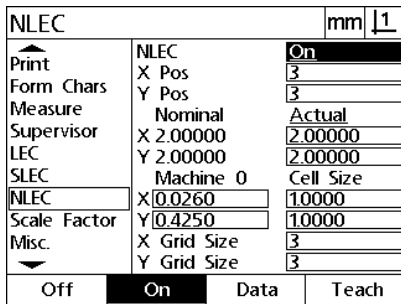 NLEC mm 1
Print
Form Chars
Measure
Supervisor
LEC
SLEC
NLEC
Scale Factor
Misc.
NLEC On
X Pos 3
Y Pos 3
Nominal Actual
X 2.00000 2.00000
Y 2.00000 2.00000
Machine 0 Cell Size
X 0.0260 1.0000
Y 0.4250 1.0000
X Grid Size 3
Y Grid Size 3
Off On Data Teach